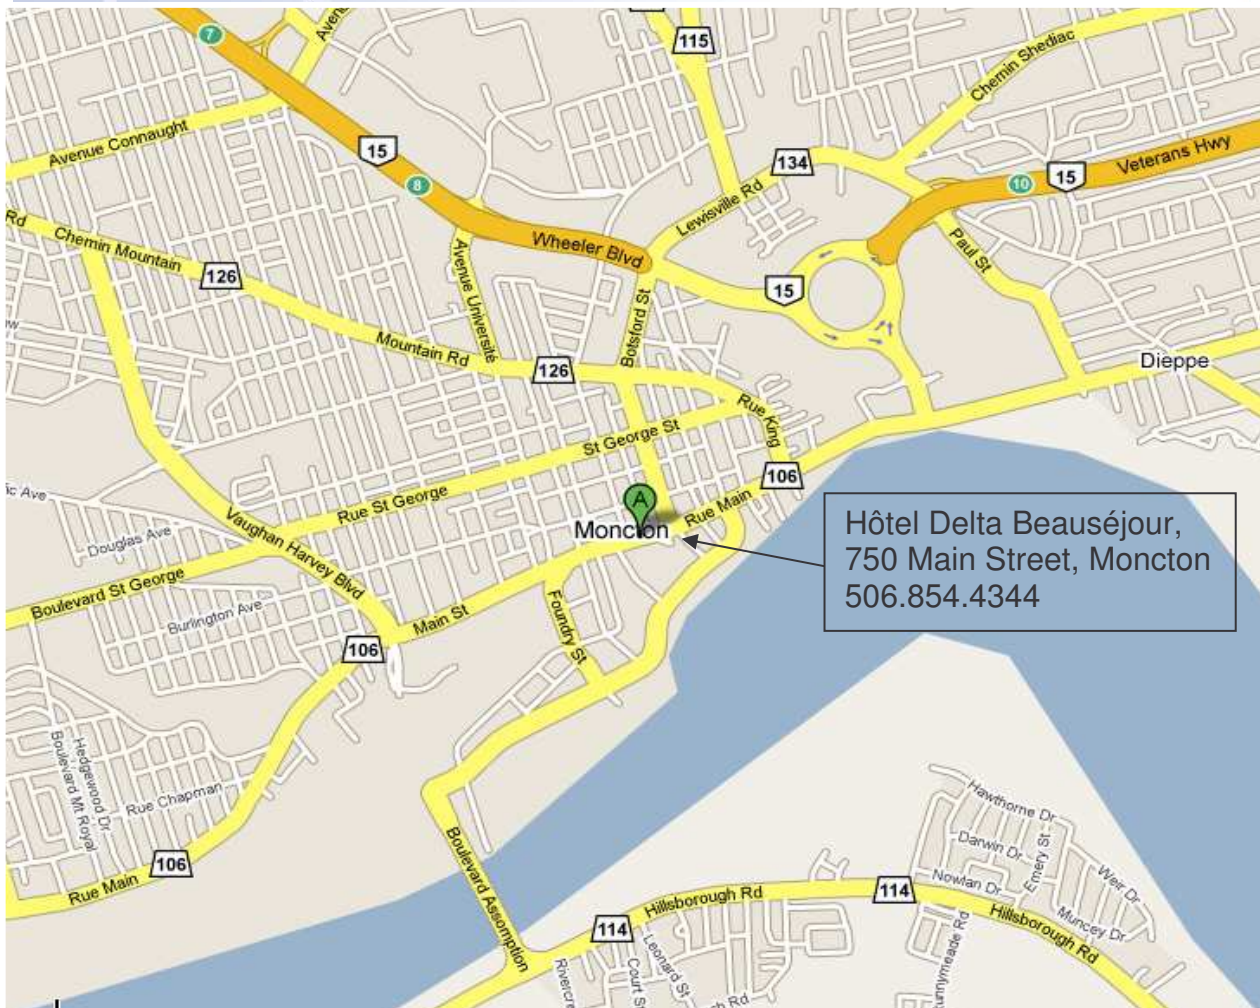 7
Avenue Connaught
15
8
115
Chemin Shediac
134
Lewisville Rd
10
15
Veterans Hwy
Paul St
Rd
Chemin Mountain
126
Avenue Université
Wheeler Blvd
15
Botsford St
Mountain Rd
126
Dieppe
Rue King
St George St
106
Rue Main
A
Moncton
Rue St George
Vaughan Harvey Blvd
Douglas Ave
Boulevard St George
Burlington Ave
Main St
106
Foundry St
Hôtel Delta Beauséjour,
750 Main Street, Moncton
506.854.4344
Hedgewood Dr
Boulevard Mt Royal
Rue Chapman
106
Rue Main
Boulevard Assomption
Hawthorne Dr
Darwin Dr
Emery St
Weir Dr
Nowlan Dr
Muncey Dr
114
Hillsborough Rd
114
Hillsborough Rd
Leonard St
Court S
Rivercre
unnymeade Rd